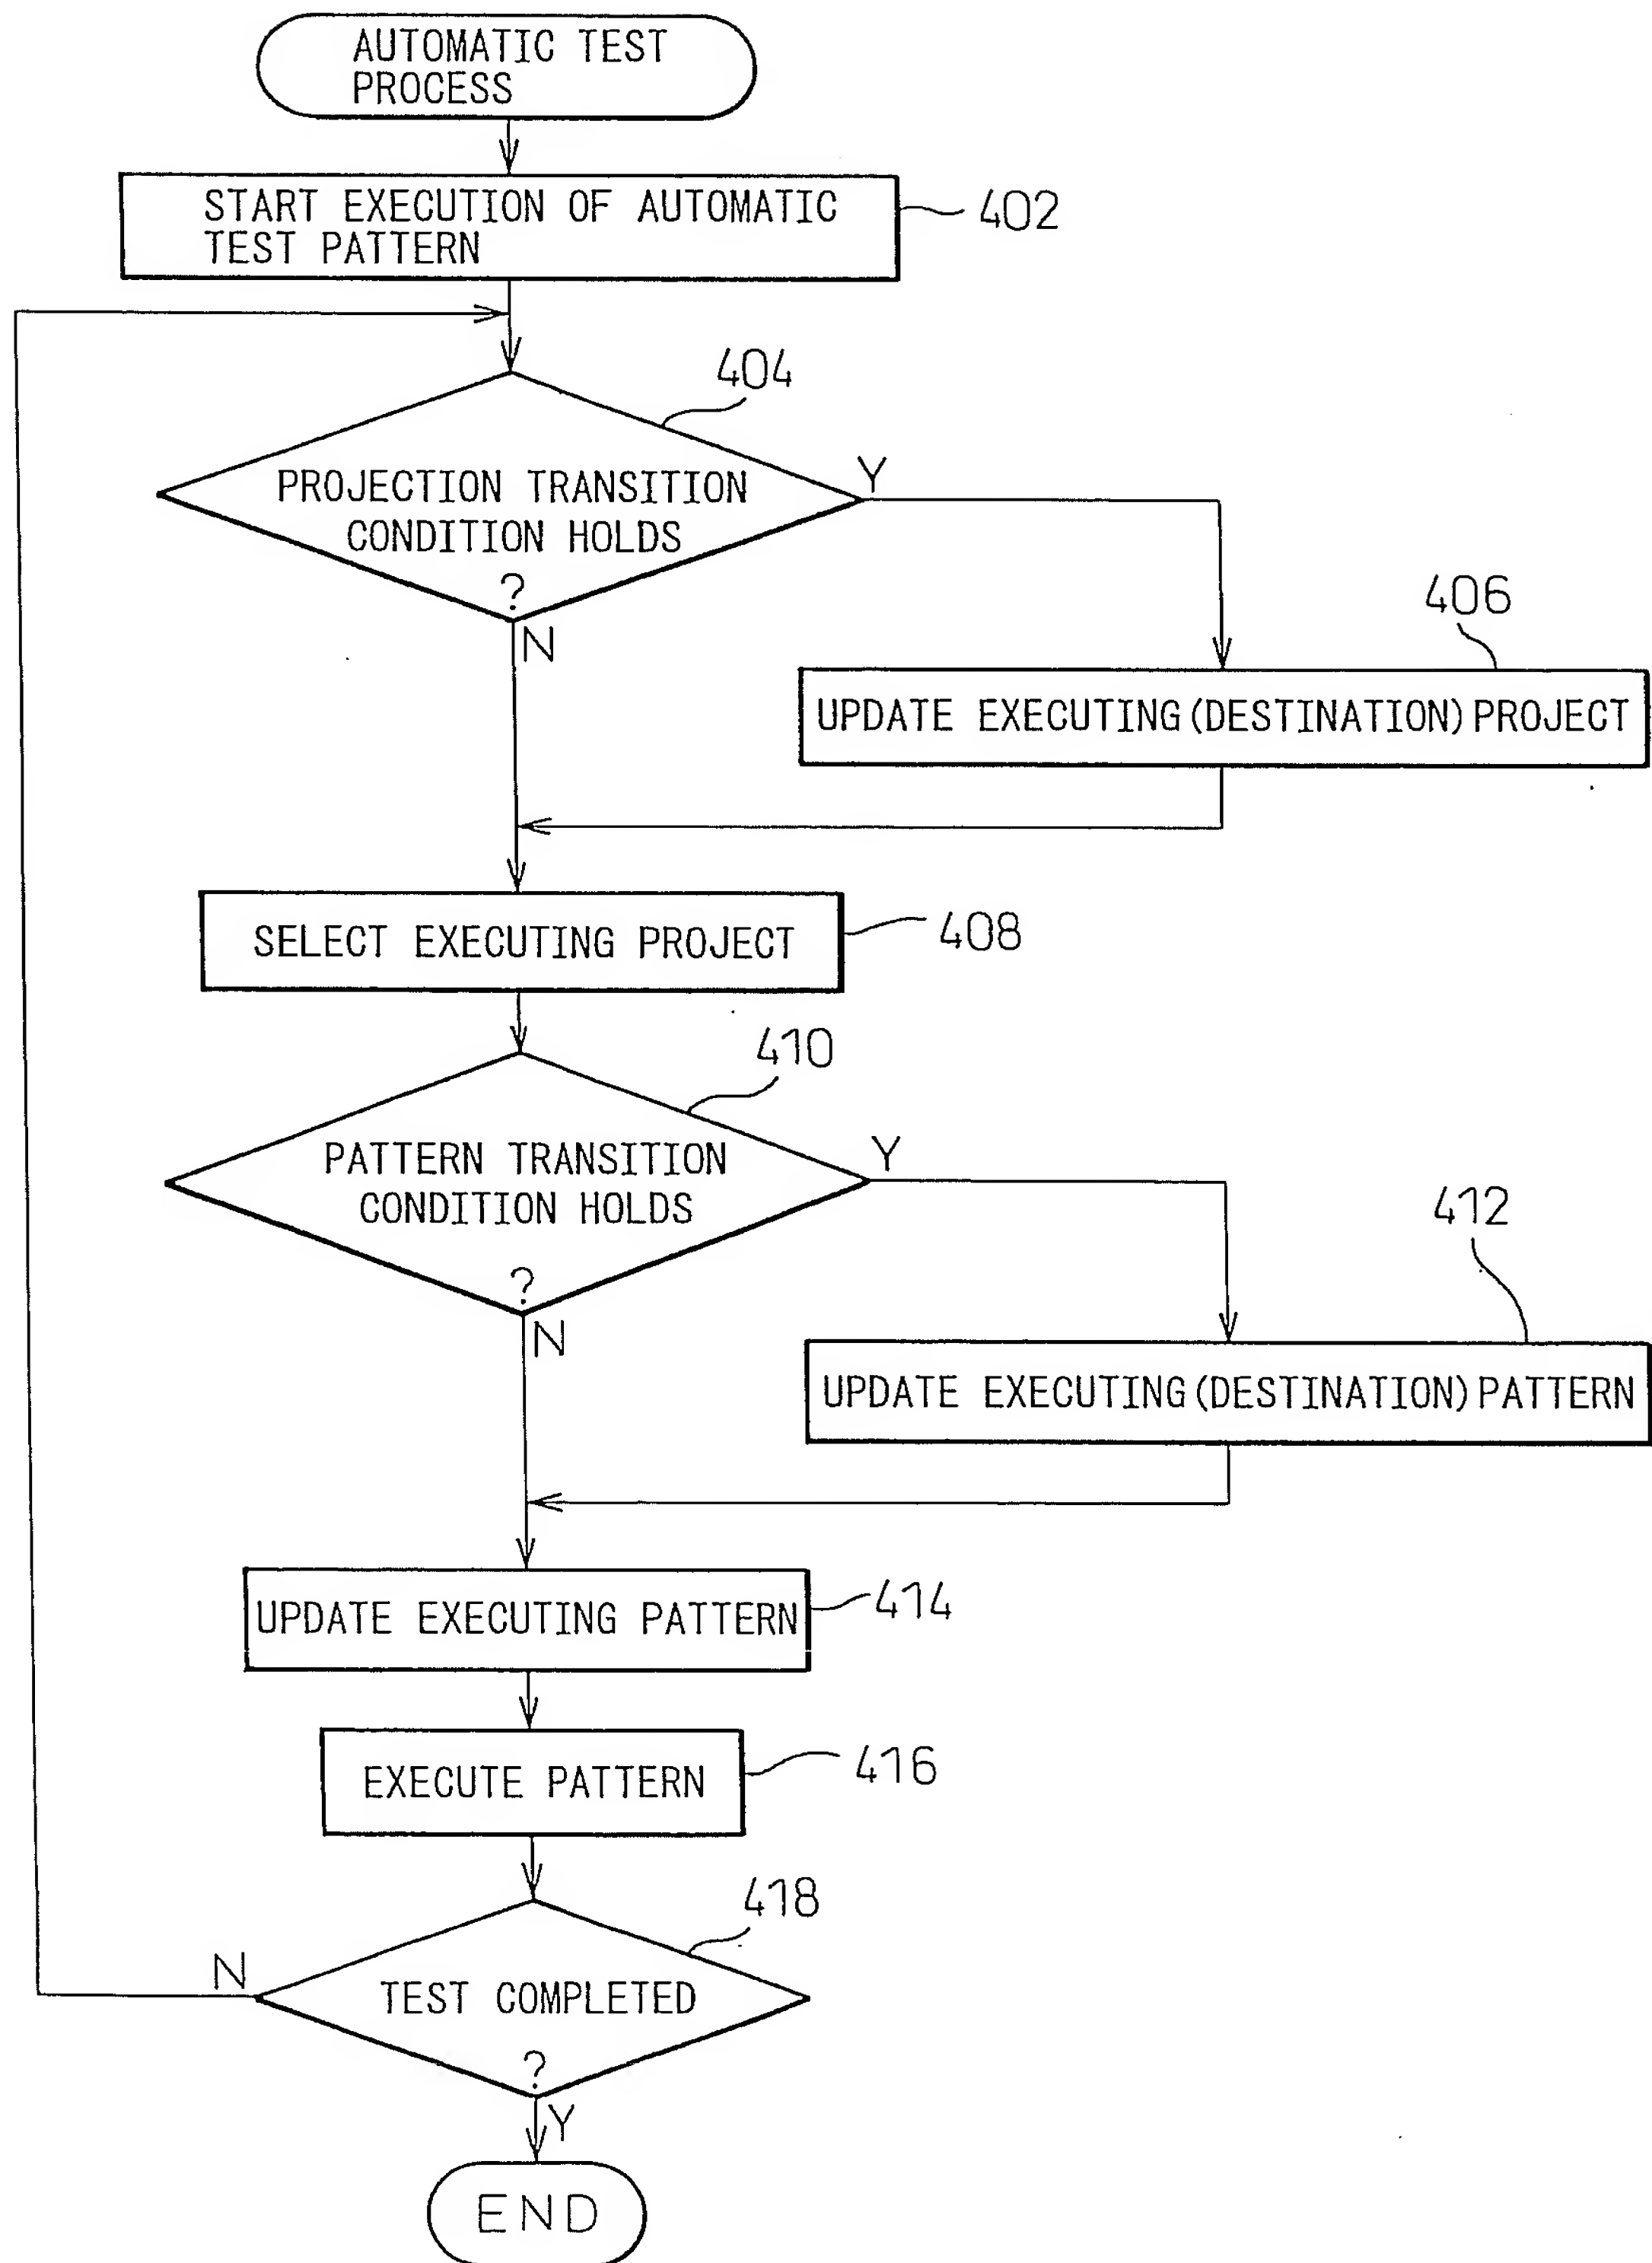 AUTOMATIC TEST
PROCESS
START EXECUTION OF AUTOMATIC
TEST PATTERN
402
404
PROJECTION TRANSITION
CONDITION HOLDS
?
Y
N
406
UPDATE EXECUTING(DESTINATION)PROJECT
SELECT EXECUTING PROJECT
408
410
PATTERN TRANSITION
CONDITION HOLDS
?
Y
N
412
UPDATE EXECUTING(DESTINATION)PATTERN
UPDATE EXECUTING PATTERN
414
EXECUTE PATTERN
416
418
N
TEST COMPLETED
?
Y
END